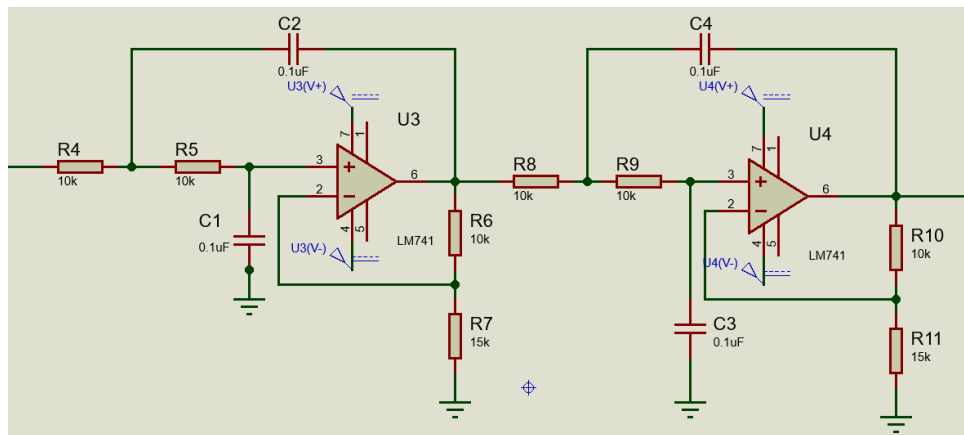 C2
0.1uF
U3(V+)
U3
7
1
R4
10k
R5
10k
3
2
6
4
5
C1
0.1uF
U3(V-)
LM741
R6
10k
R7
15k
C4
0.1uF
U4(V+)
U4
7
1
R8
10k
R9
10k
3
2
6
4
5
U4(V-)
LM741
R10
10k
C3
0.1uF
R11
15k